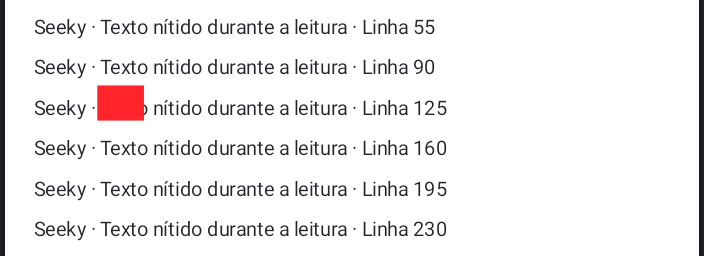 Seeky · Texto nítido durante a leitura · Linha 55
Seeky · Texto nítido durante a leitura · Linha 90
Seeky · nítido durante a leitura · Linha 125
Seeky · Texto nítido durante a leitura · Linha 160
Seeky · Texto nítido durante a leitura · Linha 195
Seeky · Texto nítido durante a leitura · Linha 230